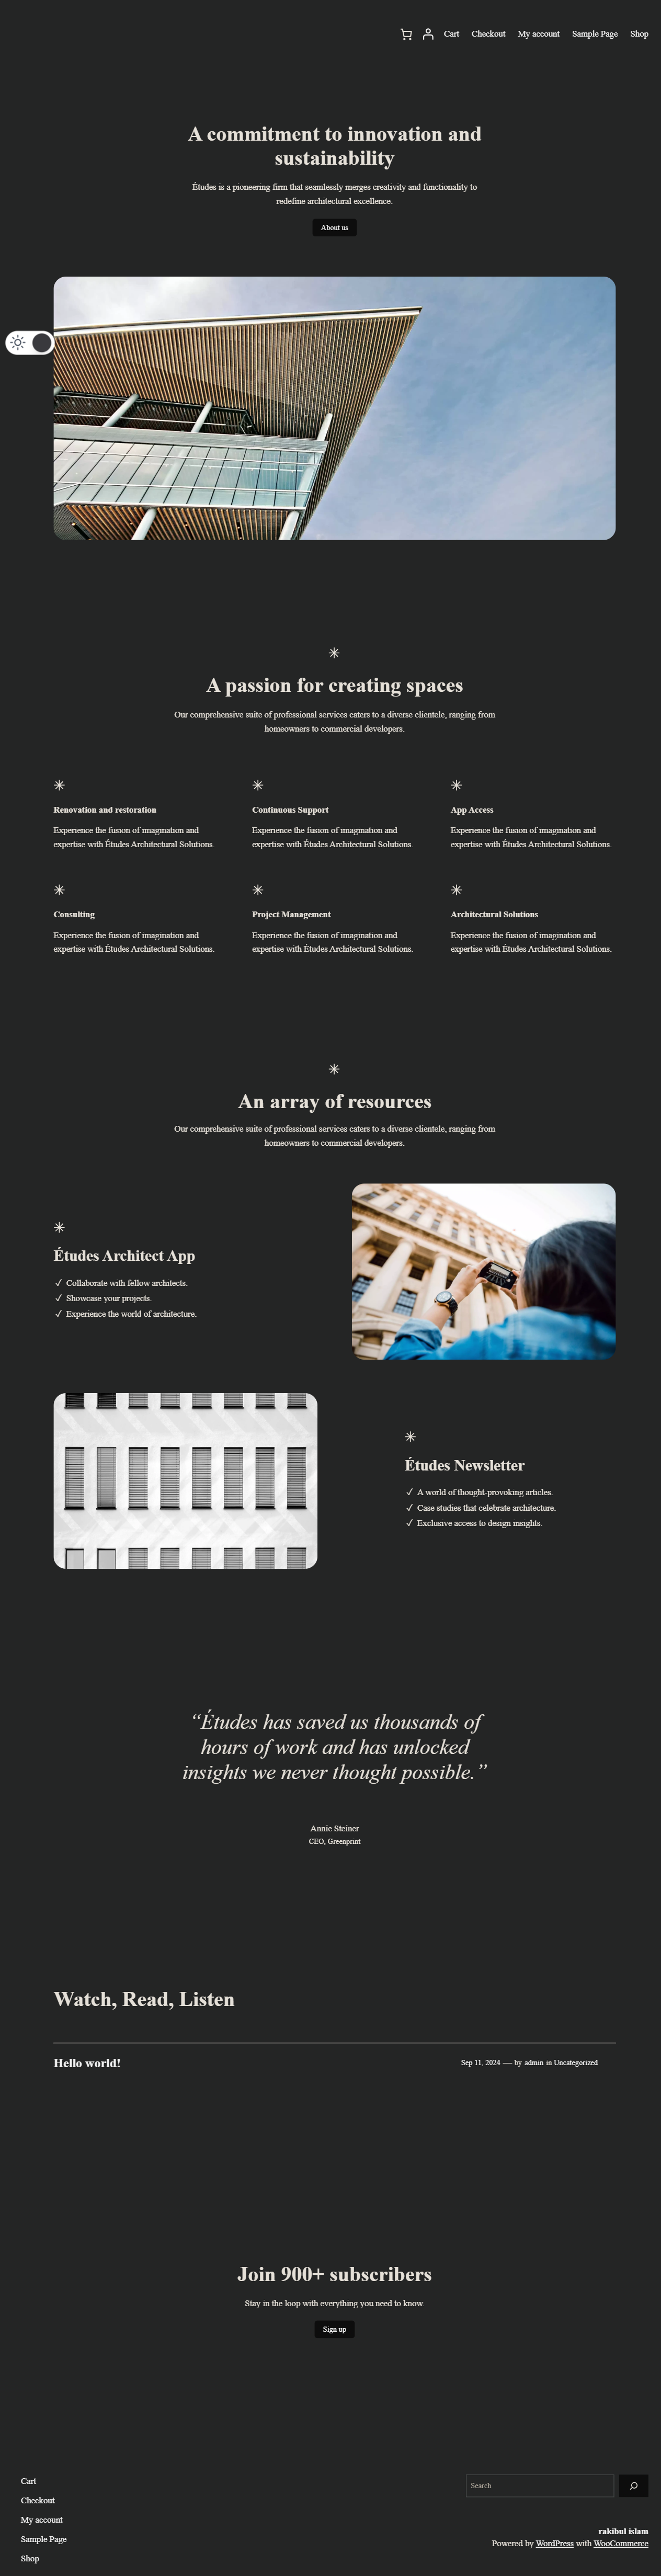 Cart Checkout My account Sample Page Shop
A commitment to innovation and
sustainability
Études is a pioneering firm that seamlessly merges creativity and functionality to
redefine architectural excellence.
About us
A passion for creating spaces
Our comprehensive suite of professional services caters to a diverse clientele, ranging from
homeowners to commercial developers.
Renovation and restoration
Experience the fusion of imagination and
expertise with Études Architectural Solutions.
Continuous Support
Experience the fusion of imagination and
expertise with Études Architectural Solutions.
App Access
Experience the fusion of imagination and
expertise with Études Architectural Solutions.
Consulting
Experience the fusion of imagination and
expertise with Études Architectural Solutions.
Project Management
Experience the fusion of imagination and
expertise with Études Architectural Solutions.
Architectural Solutions
Experience the fusion of imagination and
expertise with Études Architectural Solutions.
An array of resources
Our comprehensive suite of professional services caters to a diverse clientele, ranging from
homeowners to commercial developers.
Études Architect App
✓ Collaborate with fellow architects.
✓ Showcase your projects.
✓ Experience the world of architecture.
Études Newsletter
✓ A world of thought-provoking articles.
✓ Case studies that celebrate architecture.
✓ Exclusive access to design insights.
“Études has saved us thousands of
hours of work and has unlocked
insights we never thought possible.”
Annie Steiner
CEO, Greenprint
Watch, Read, Listen
Hello world!
Sep 11, 2024 — by admin in Uncategorized
Join 900+ subscribers
Stay in the loop with everything you need to know.
Sign up
Cart
Checkout
My account
Sample Page
Shop
Search
rakibul islam
Powered by WordPress with WooCommerce